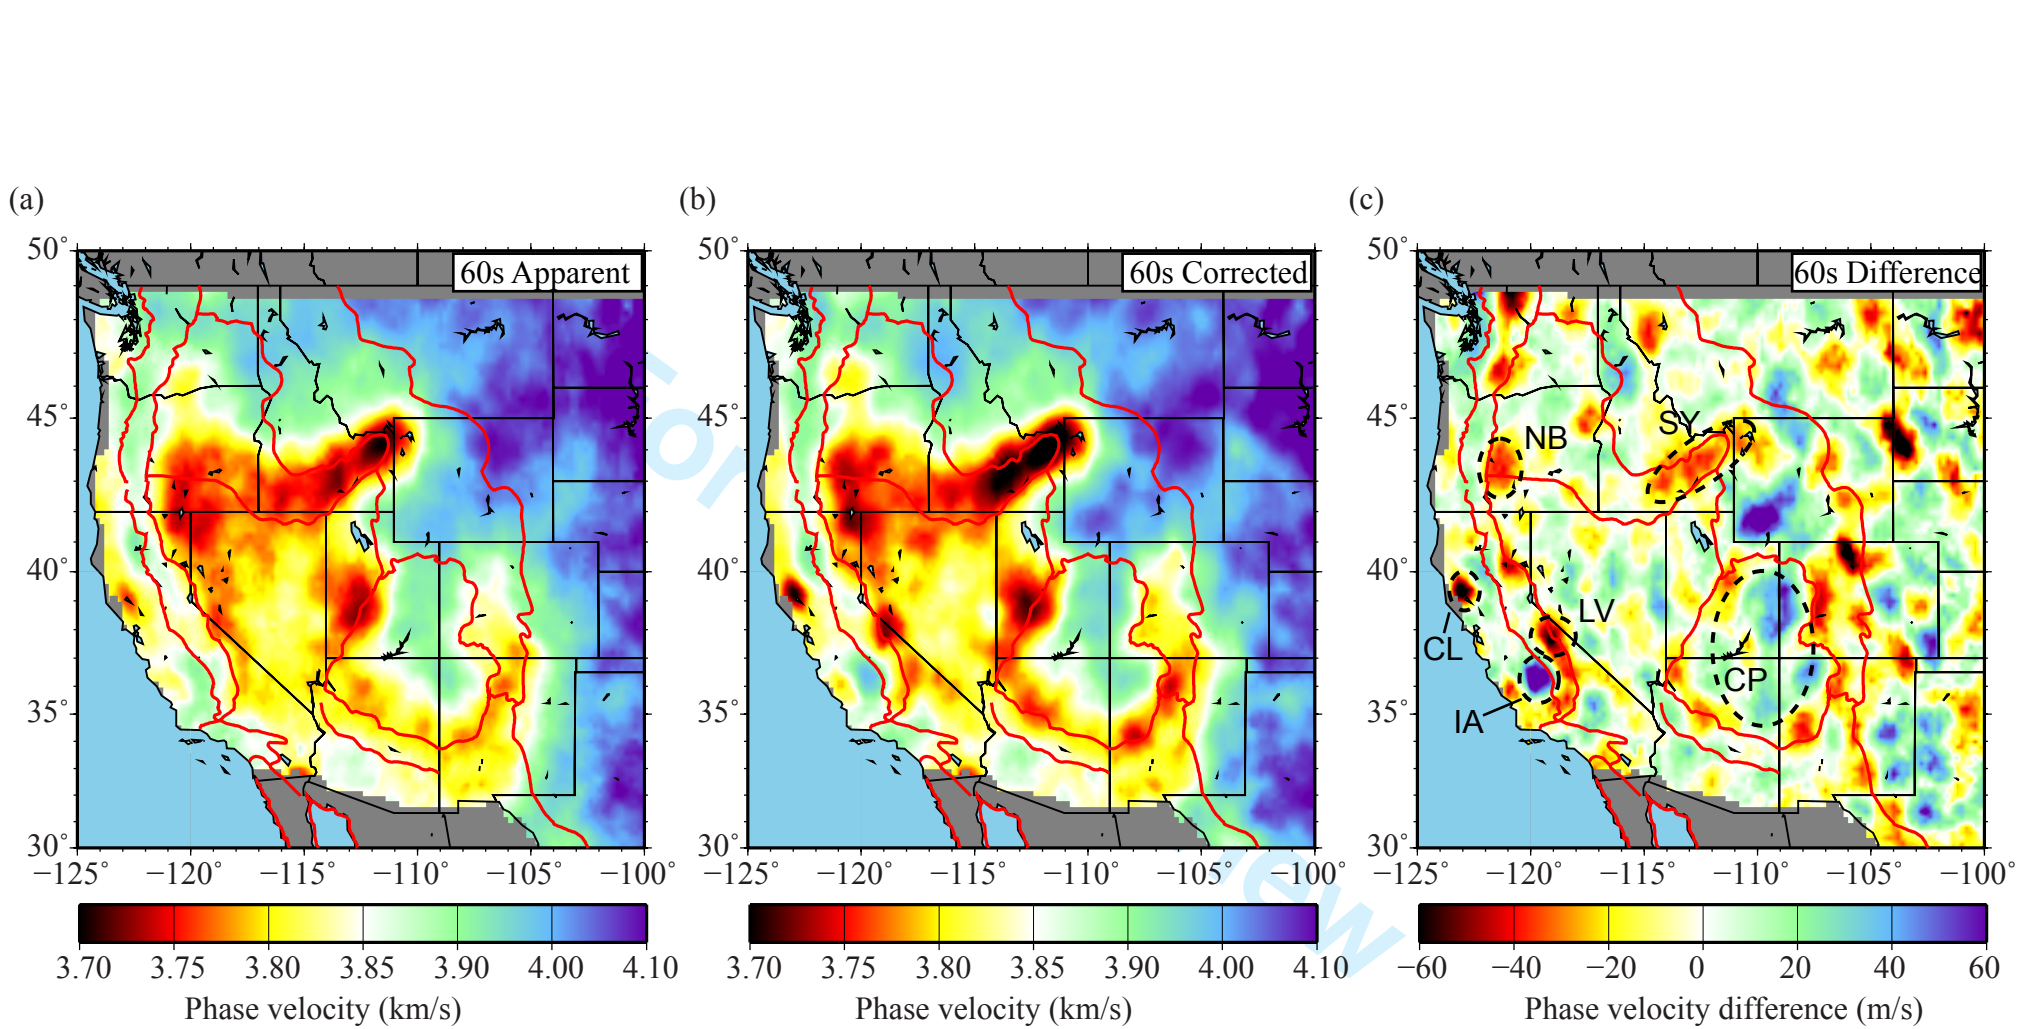 (a)
(b)
(c)
60s Apparent
60s Corrected
60s Difference
50°
45°
40°
35°
30°
−125 −120 −115 −110 −105 −100°
3.70 3.75 3.80 3.85 3.90 4.00 4.10
Phase velocity (km/s)
50°
45°
40°
35°
30°
−125 −120 −115 −110 −105 −100°
3.70 3.75 3.80 3.85 3.90 4.00 4.10
Phase velocity (km/s)
50°
45°
40°
35°
30°
SY
NB
LV
CL
CP
IA
−125 −120 −115 −110 −105 −100°
−60 −40 −20 0 20 40 60
Phase velocity difference (m/s)
For